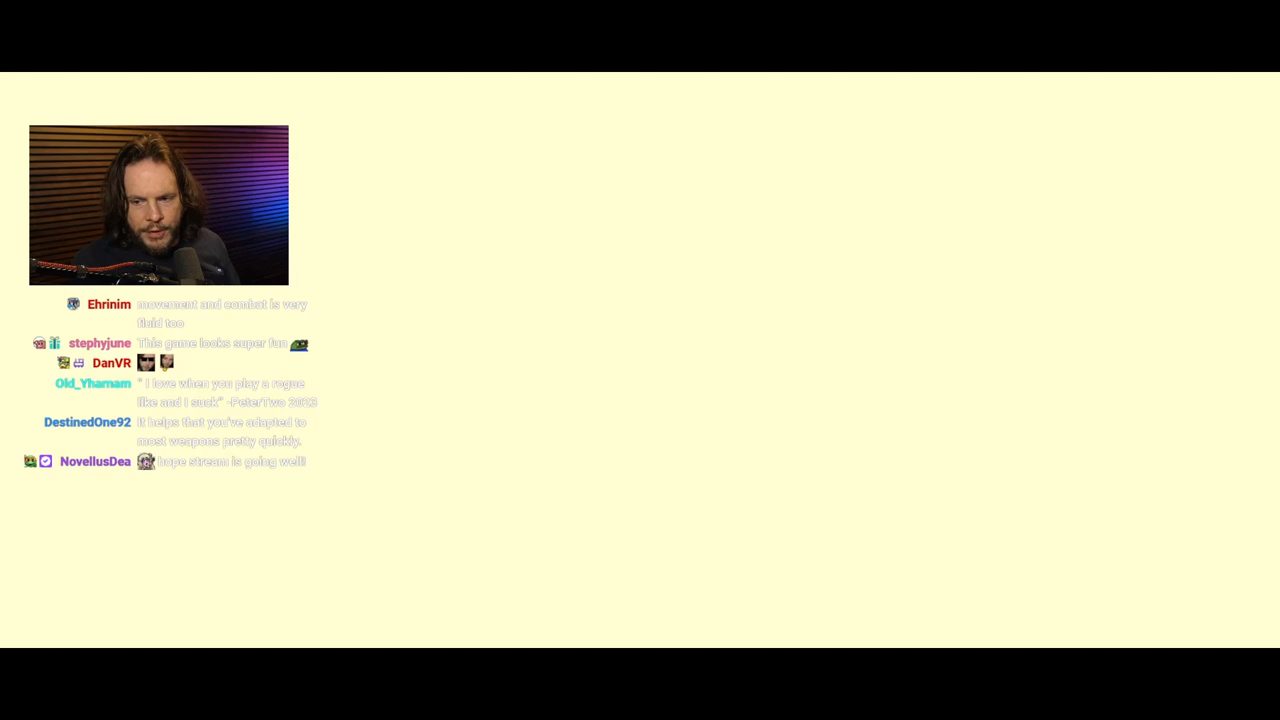 Ehrinim movement and combat is very
fluid too
stephyjune This game looks super fun
DanVR
Old_Yharnam " I love when you play a rogue
like and I suck" -PeterTwo 2023
DestinedOne92 It helps that you've adapted to
most weapons pretty quickly.
NovellusDea hope stream is going well!